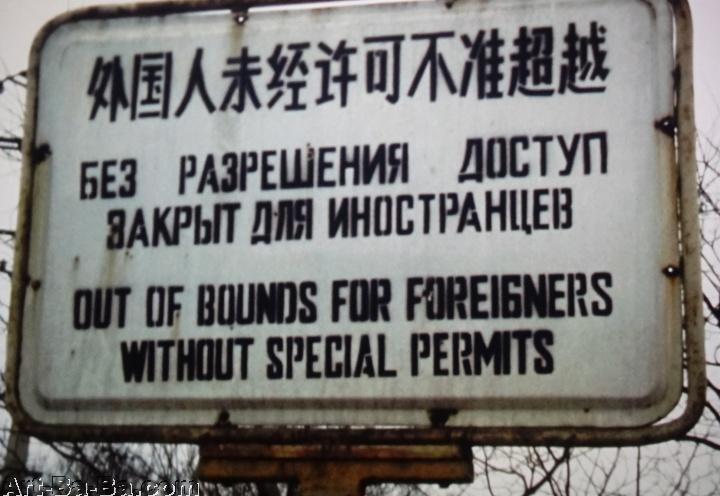 外国人未经许可不准超越
БЕЗ РАЗРЕШЕНИЯ ДОСТУП
ЗАКРЫТ ДЛЯ ИНОСТРАНЦЕВ
OUT OF BOUNDS FOR FOREIGNERS
WITHOUT SPECIAL PERMITS
Art-Ba-Ba.com